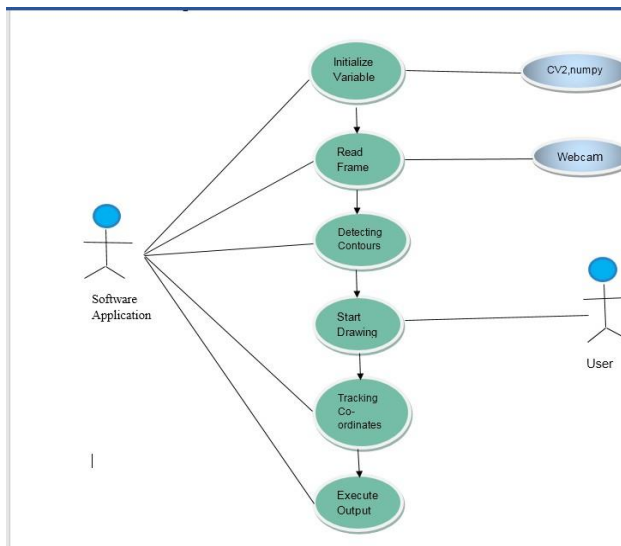 Initialize
Variable
CV2,numpy
Read
Frame
Webcam
Detecting
Contours
Software
Application
Start
Drawing
User
Tracking
Co-
ordinates
Execute
Output